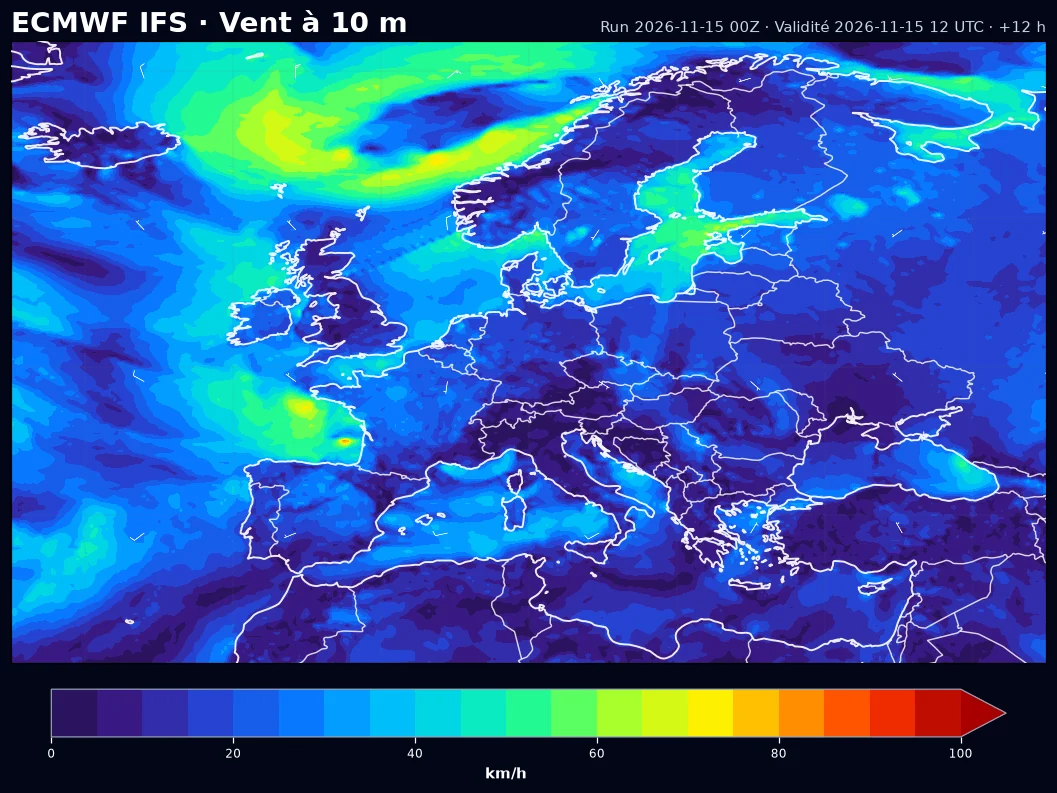 ECMWF IFS · Vent à 10 m
Run 2026-11-15 00Z · Validité 2026-11-15 12 UTC · +12 h
0 20 40 60 80 100
km/h